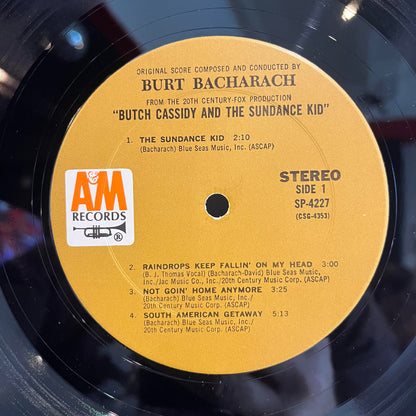 ORIGINAL SCORE COMPOSED AND CONDUCTED BY
BURT BACHARACH
FROM THE 20TH CENTURY-FOX PRODUCTION
"BUTCH CASSIDY AND THE SUNDANCE KID"
1. THE SUNDANCE KID 2:10
(Bacharach) Blue Seas Music, Inc. (ASCAP)
A&M
RECORDS
®
STEREO
SIDE 1
SP-4227
(CSG-4353)
2. RAINDROPS KEEP FALLIN' ON MY HEAD 3:00
(B. J. Thomas Vocal) (Bacharach-David) Blue Seas Music,
Inc./Jac Music Co., Inc./20th Century Music Corp. (ASCAP)
3. NOT GOIN' HOME ANYMORE 3:25
(Bacharach) Blue Seas Music, Inc./
20th Century Music Corp. (ASCAP)
4. SOUTH AMERICAN GETAWAY 5:13
(Bacharach) Blue Seas Music, Inc./
20th Century Music Corp. (ASCAP)